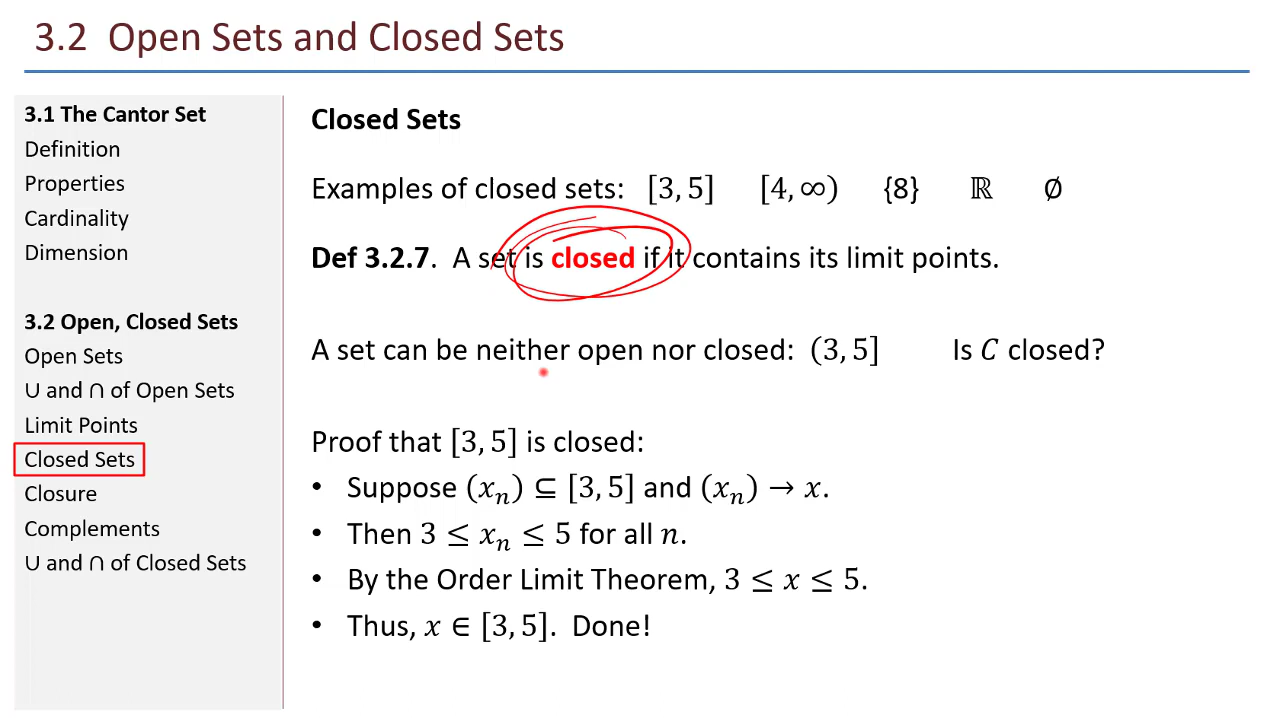 3.2 Open Sets and Closed Sets
3.1 The Cantor Set
Definition
Properties
Cardinality
Dimension
3.2 Open, Closed Sets
Open Sets
∪ and ∩ of Open Sets
Limit Points
Closed Sets
Closure
Complements
∪ and ∩ of Closed Sets
Closed Sets
Examples of closed sets: [3, 5] [4, ∞) {8} ℝ ∅
Def 3.2.7. A set is closed if it contains its limit points.
A set can be neither open nor closed: (3, 5] Is C closed?
Proof that [3, 5] is closed:
• Suppose (xₙ) ⊆ [3, 5] and (xₙ) → x.
• Then 3 ≤ xₙ ≤ 5 for all n.
• By the Order Limit Theorem, 3 ≤ x ≤ 5.
• Thus, x ∈ [3, 5]. Done!